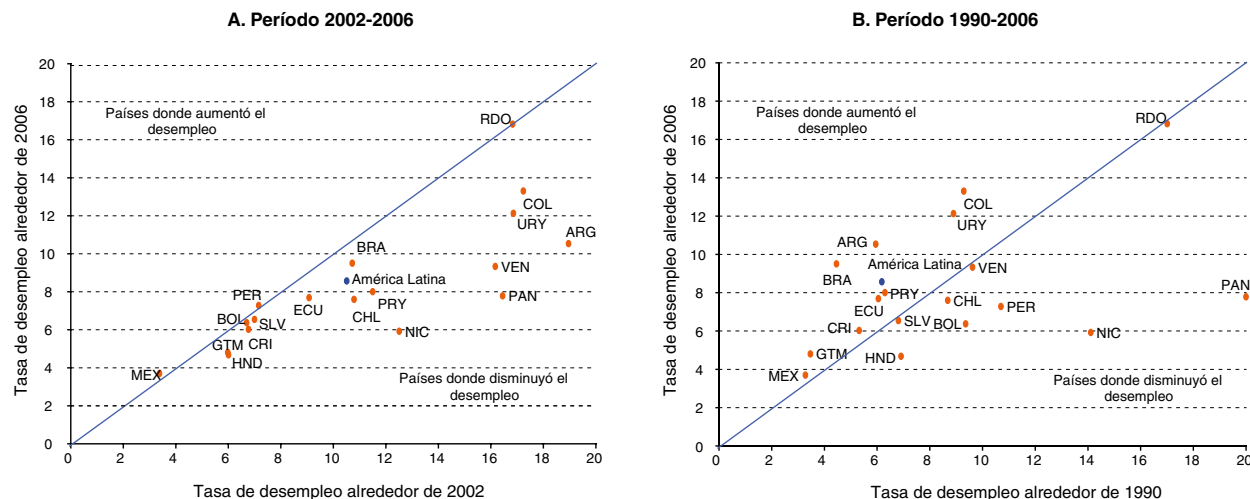 A. Período 2002-2006
Tasa de desempleo alrededor de 2006
20
18
16
14
12
10
8
6
4
2
0
Países donde aumentó el
desempleo
RDO
COL
URY
ARG
BRA
VEN
América Latina
PAN
PER
ECU
PRY
CHL
BOL
SLV
NIC
CRI
GTM
HND
MEX
Países donde disminuyó el
desempleo
0 2 4 6 8 10 12 14 16 18 20
Tasa de desempleo alrededor de 2002
B. Período 1990-2006
Tasa de desempleo alrededor de 2006
20
18
16
14
12
10
8
6
4
2
0
Países donde aumentó el
desempleo
RDO
COL
URY
ARG
América Latina
VEN
BRA
PRY
PAN
ECU
CHL
PER
CRI
SLV
BOL
NIC
GTM
HND
MEX
Países donde disminuyó el
desempleo
0 2 4 6 8 10 12 14 16 18 20
Tasa de desempleo alrededor de 1990